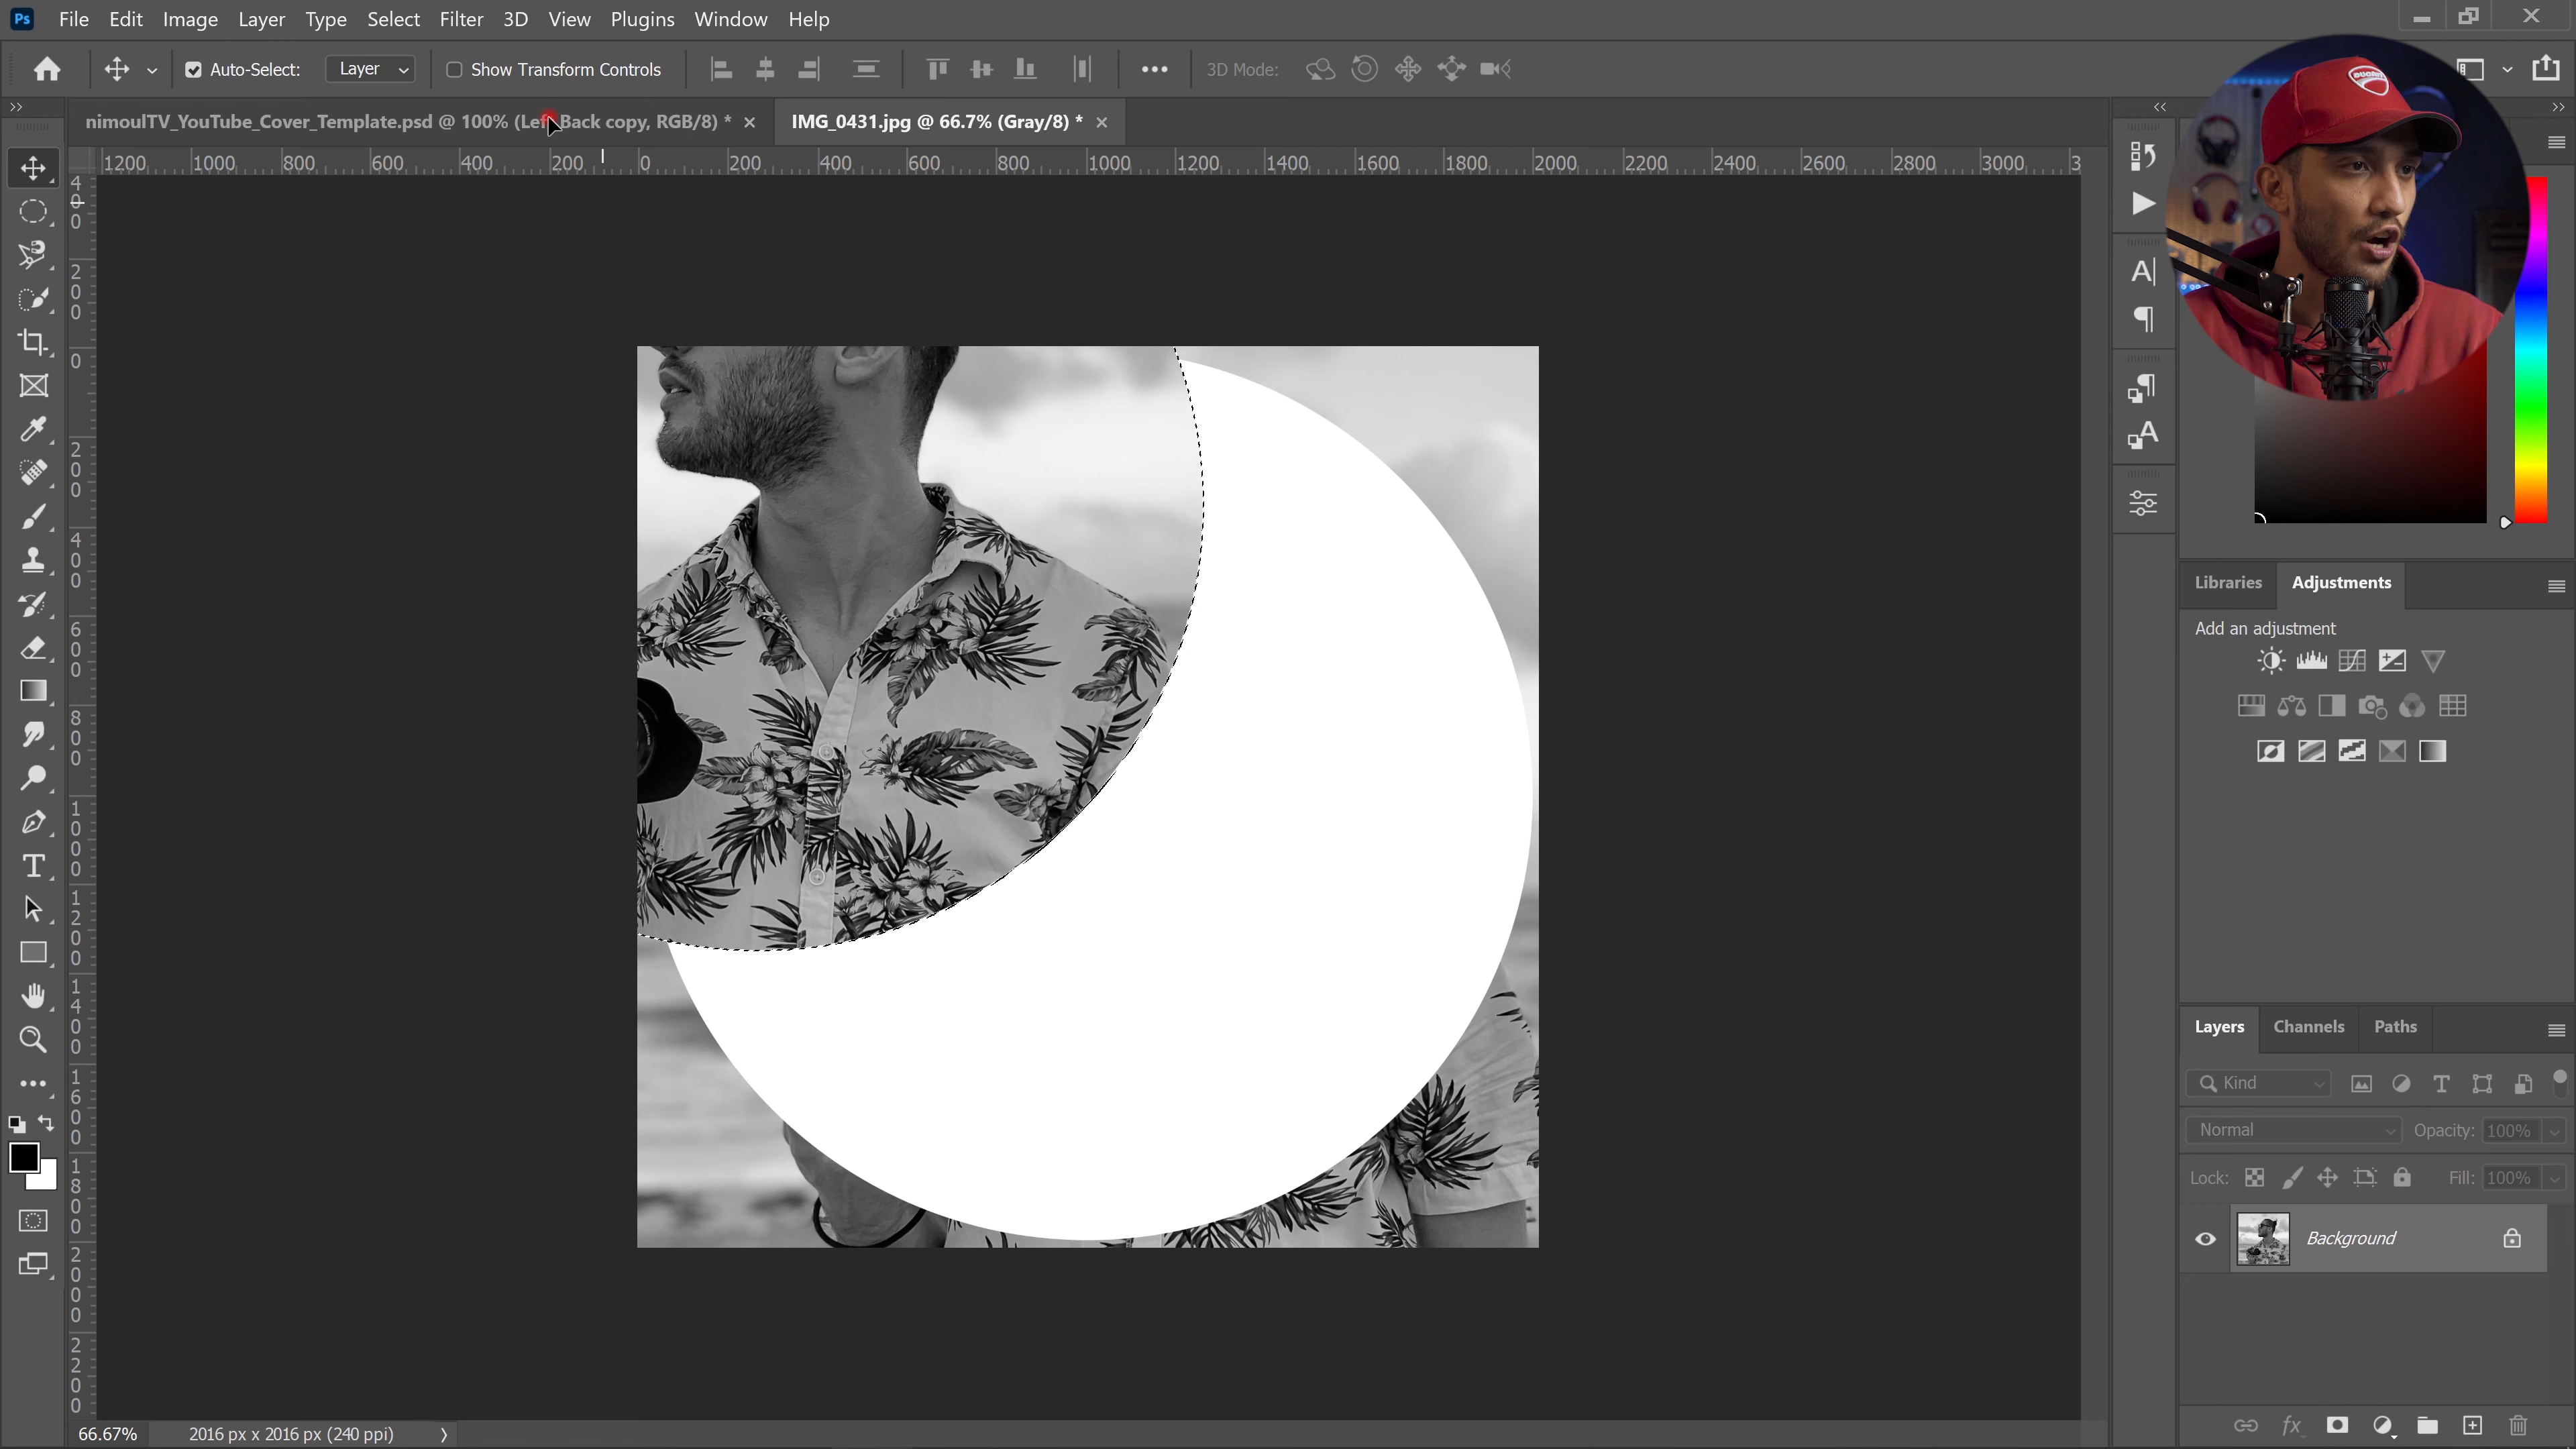 Ps File Edit Image Layer Type Select Filter 3D View Plugins Window Help
Auto-Select: Layer Show Transform Controls 3D Mode:
nimoulTV_YouTube_Cover_Template.psd @ 100% (Left Back copy, RGB/8) * IMG_0431.jpg @ 66.7% (Gray/8) *
1200 1000 800 600 400 200 0 200 400 600 800 1000 1200 1400 1600 1800 2000 2200 2400 2600 2800 3000 3
400
200
0
200
400
600
800
1000
1200
1400
1600
1800
2000
2200
DUCATI
Libraries Adjustments
Add an adjustment
Layers Channels Paths
Kind
Normal Opacity: 100%
Lock: Fill: 100%
Background
66.67% 2016 px x 2016 px (240 ppi)